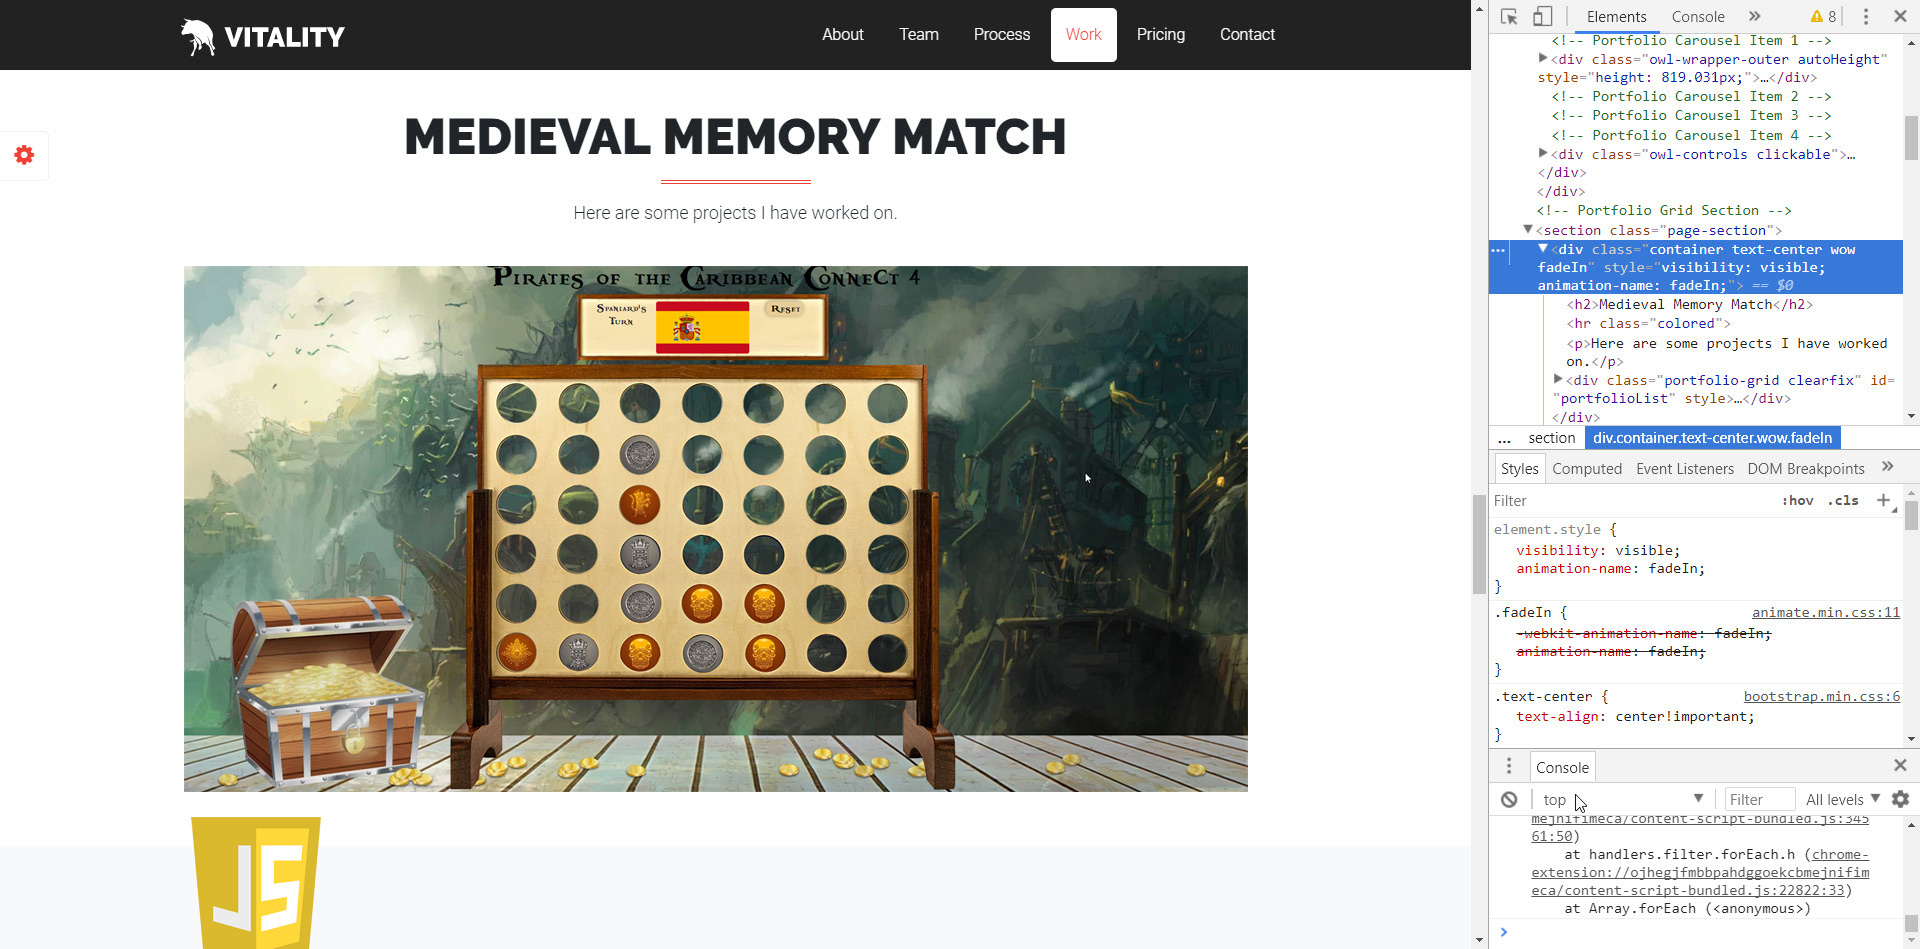 VITALITY
About Team Process Work Pricing Contact
MEDIEVAL MEMORY MATCH
Here are some projects I have worked on.
Pirates of the Caribbean Connect 4
Spaniard's
Turn
Reset
JS
Elements Console » 8
<!-- Portfolio Carousel Item 1 -->
<div class="owl-wrapper-outer autoHeight"
style="height: 819.031px;">…</div>
<!-- Portfolio Carousel Item 2 -->
<!-- Portfolio Carousel Item 3 -->
<!-- Portfolio Carousel Item 4 -->
<div class="owl-controls clickable">…
</div>
</div>
<!-- Portfolio Grid Section -->
<section class="page-section">
<div class="container text-center wow
fadeIn" style="visibility: visible;
animation-name: fadeIn;"> == $0
<h2>Medieval Memory Match</h2>
<hr class="colored">
<p>Here are some projects I have worked
on.</p>
<div class="portfolio-grid clearfix" id=
"portfolioList" style>…</div>
</div>
... section div.container.text-center.wow.fadeIn
Styles Computed Event Listeners DOM Breakpoints »
Filter :hov .cls +
element.style {
visibility: visible;
animation-name: fadeIn;
}
.fadeIn { animate.min.css:11
-webkit-animation-name: fadeIn;
animation-name: fadeIn;
}
.text-center { bootstrap.min.css:6
text-align: center!important;
}
Console
top Filter All levels
mejnifimeca/content-script-bundled.js:345
61:50)
at handlers.filter.forEach.h (chrome-
extension://ojhegjfmbbpahdggoekcbmejnifim
eca/content-script-bundled.js:22822:33)
at Array.forEach (<anonymous>)